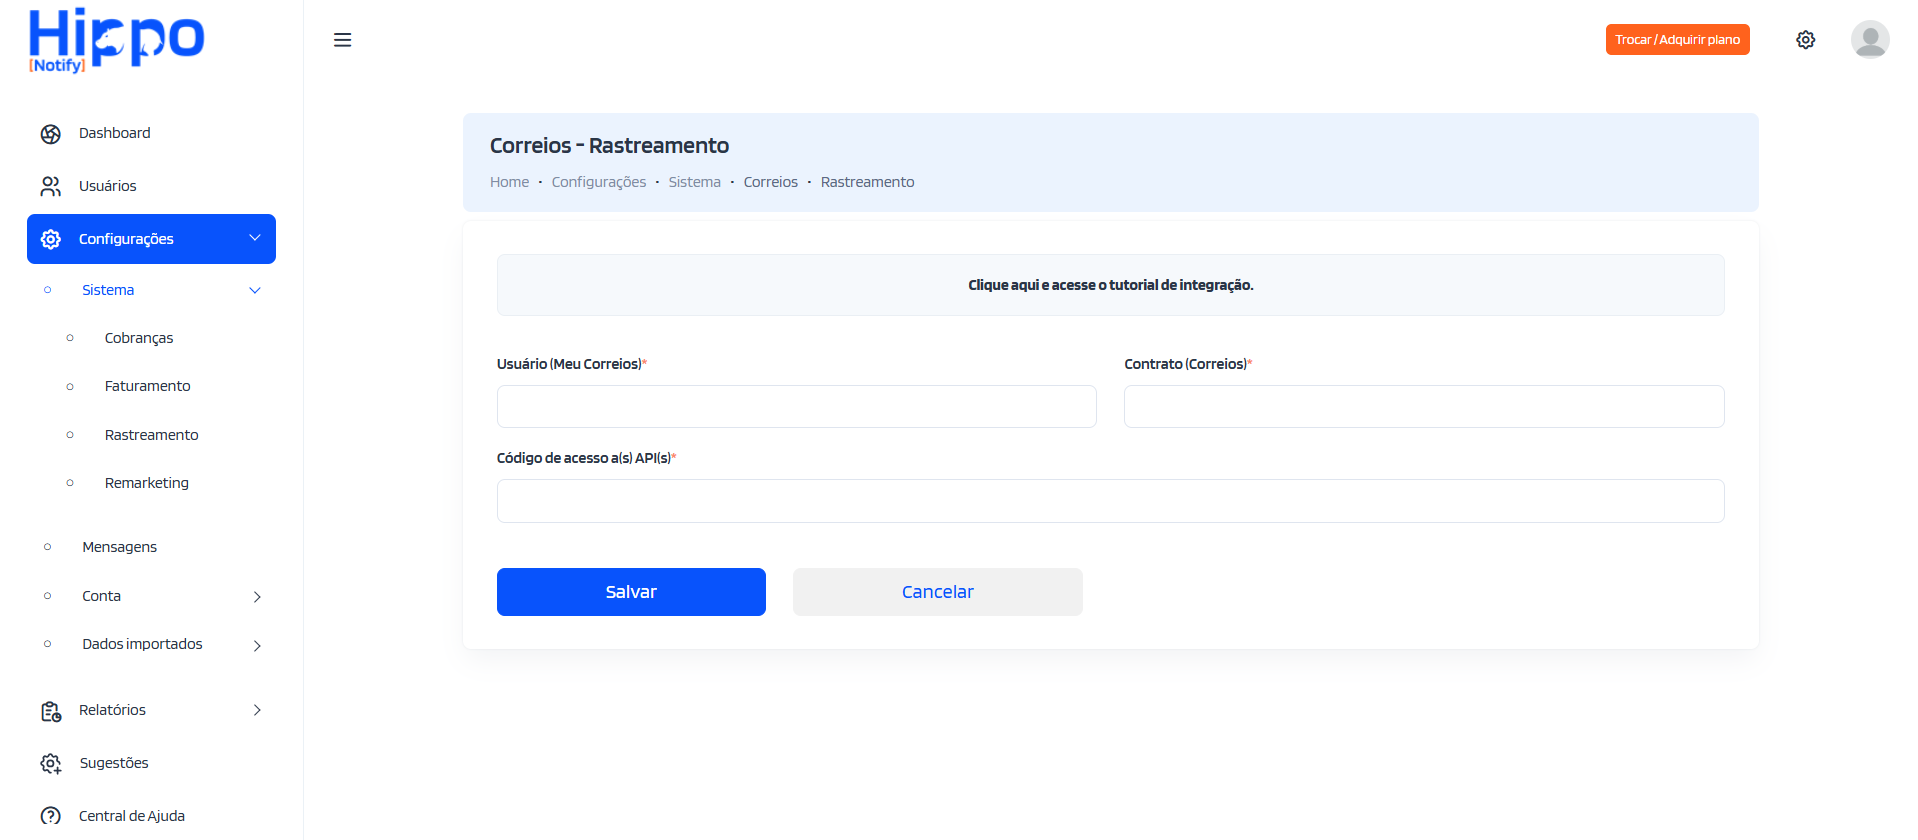 Hippo
[Notify]
Trocar / Adquirir plano
Dashboard
Usuários
Configurações
Sistema
Cobranças
Faturamento
Rastreamento
Remarketing
Mensagens
Conta
Dados importados
Relatórios
Sugestões
Central de Ajuda
Correios - Rastreamento
Home • Configurações • Sistema • Correios • Rastreamento
Clique aqui e acesse o tutorial de integração.
Usuário (Meu Correios)*
Contrato (Correios)*
Código de acesso a(s) API(s)*
Salvar
Cancelar